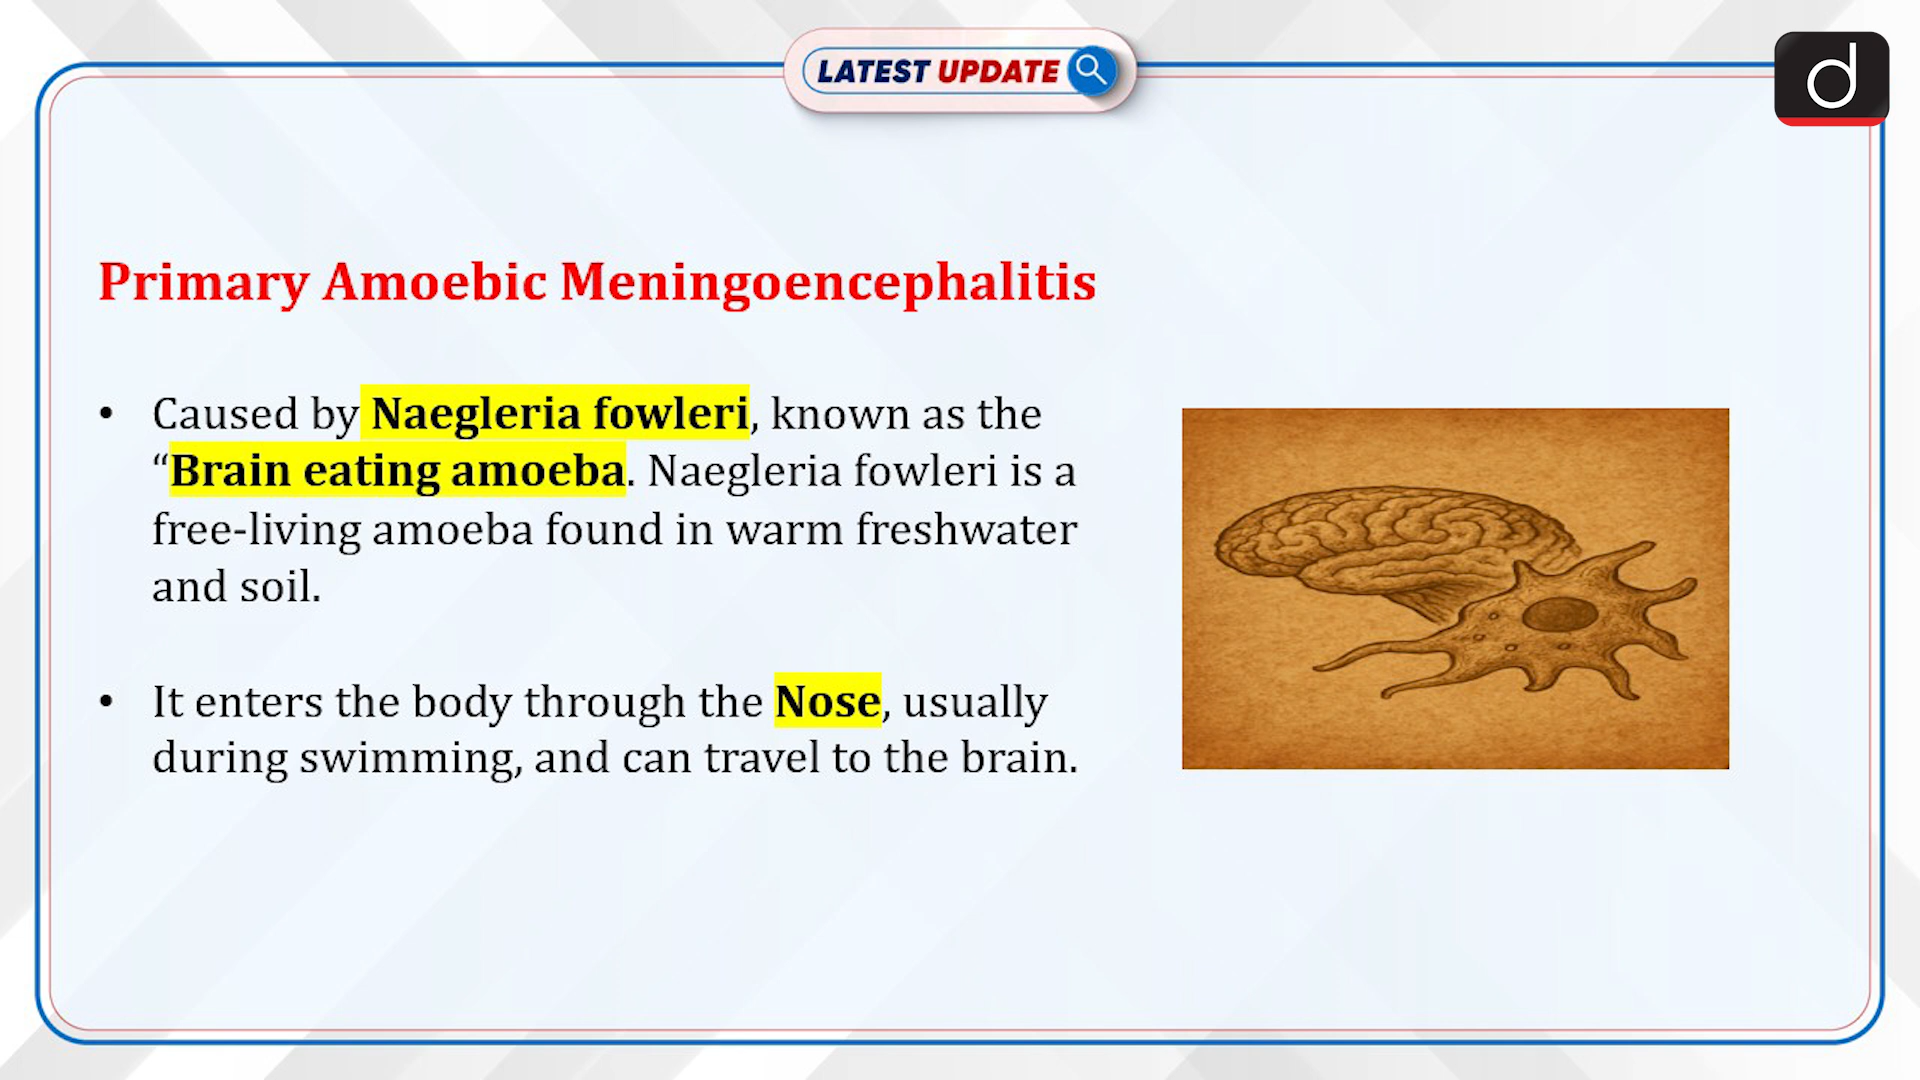 LATEST UPDATE
d
Primary Amoebic Meningoencephalitis
• Caused by Naegleria fowleri, known as the
“Brain eating amoeba. Naegleria fowleri is a
free-living amoeba found in warm freshwater
and soil.
• It enters the body through the Nose, usually
during swimming, and can travel to the brain.